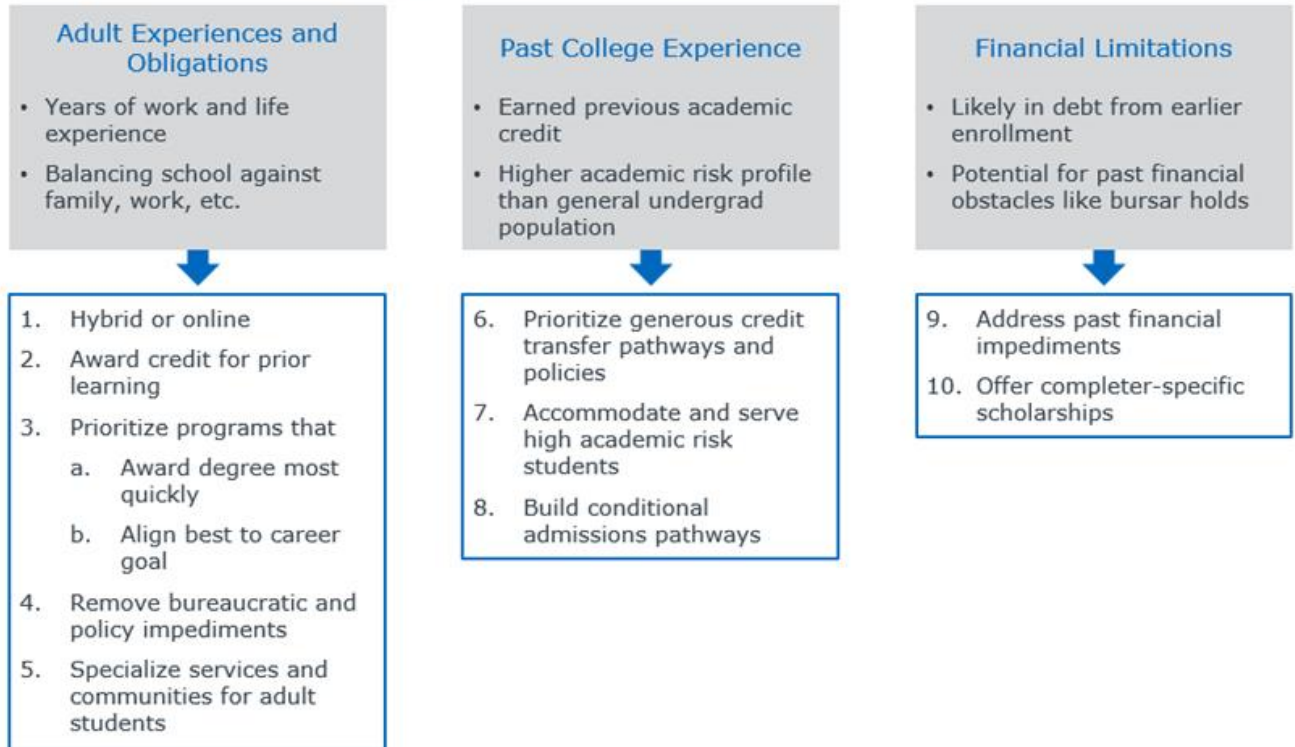 Adult Experiences and
Obligations
• Years of work and life
experience
• Balancing school against
family, work, etc.
1. Hybrid or online
2. Award credit for prior
learning
3. Prioritize programs that
a. Award degree most
quickly
b. Align best to career
goal
4. Remove bureaucratic and
policy impediments
5. Specialize services and
communities for adult
students
Past College Experience
• Earned previous academic
credit
• Higher academic risk profile
than general undergrad
population
6. Prioritize generous credit
transfer pathways and
policies
7. Accommodate and serve
high academic risk
students
8. Build conditional
admissions pathways
Financial Limitations
• Likely in debt from earlier
enrollment
• Potential for past financial
obstacles like bursar holds
9. Address past financial
impediments
10. Offer completer-specific
scholarships